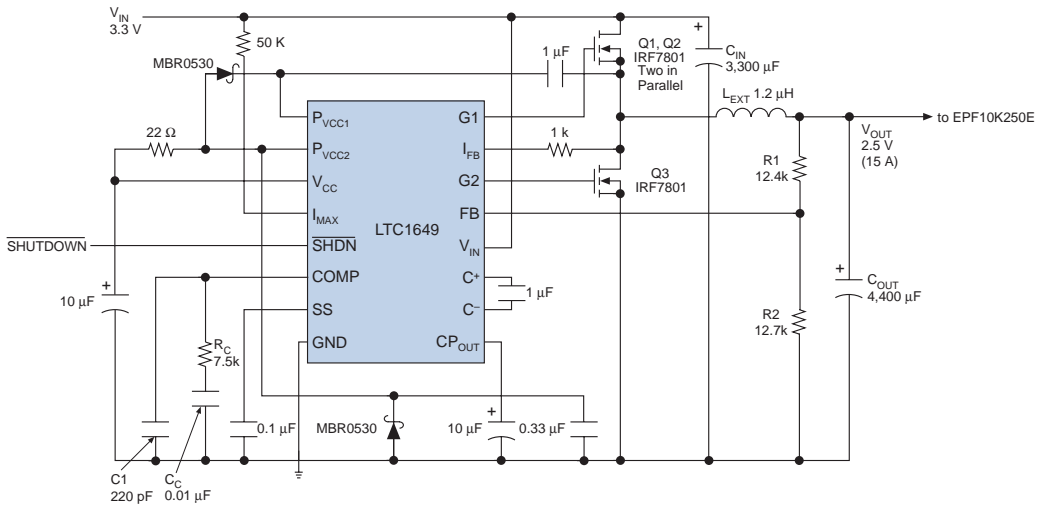 V_IN
3.3 V
50 K
MBR0530
1 µF
Q1, Q2
IRF7801
Two in
Parallel
+
C_IN
3,300 µF
L_EXT 1.2 µH
to EPF10K250E
V_OUT
2.5 V
(15 A)
22 Ω
P_VCC1
P_VCC2
V_CC
I_MAX
SHDN
COMP
SS
GND
LTC1649
G1
I_FB
G2
FB
V_IN
C+
C–
CP_OUT
1 k
Q3
IRF7801
R1
12.4k
SHUTDOWN
+
10 µF
1 µF
+
C_OUT
4,400 µF
R2
12.7k
R_C
7.5k
0.1 µF
MBR0530
+
10 µF
0.33 µF
C1
220 pF
C_C
0.01 µF